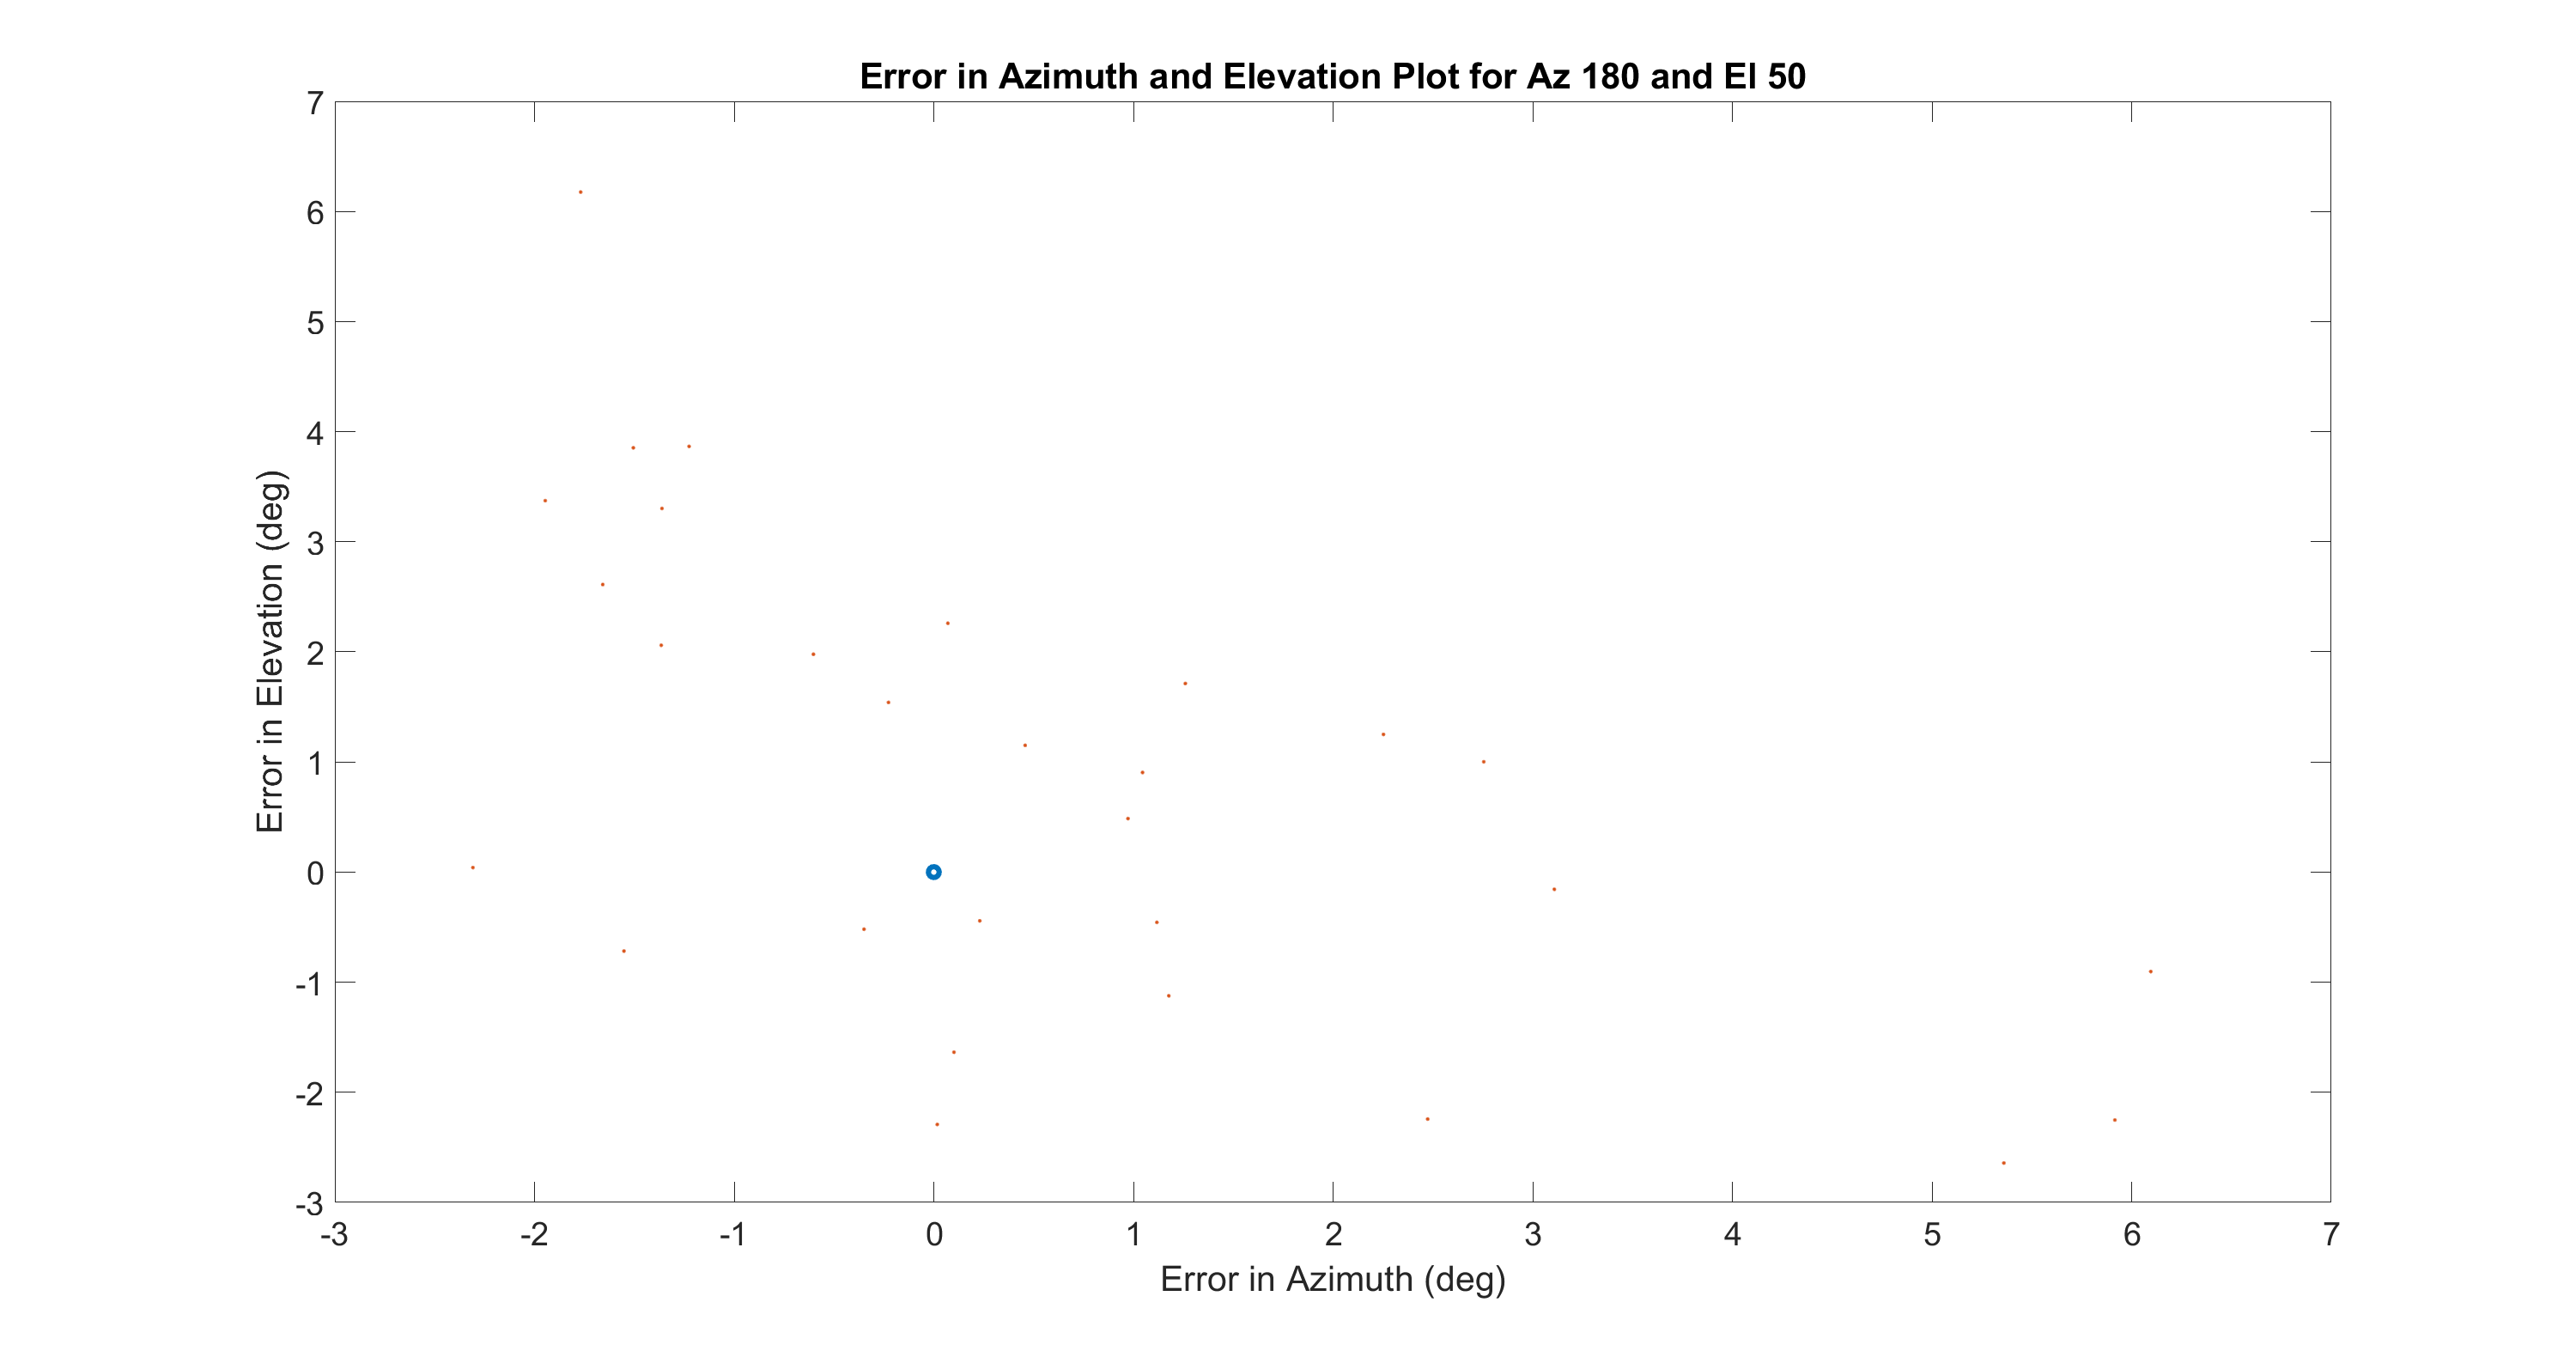 Error in Azimuth and Elevation Plot for Az 180 and El 50
7
6
5
4
3
2
1
0
-1
-2
-3
Error in Elevation (deg)
-3 -2 -1 0 1 2 3 4 5 6 7
Error in Azimuth (deg)